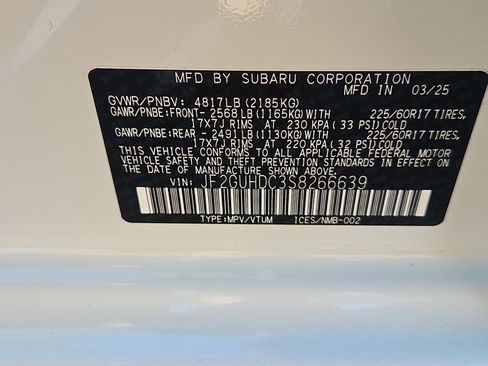 MFD BY SUBARU CORPORATION
MFD IN 03/25
GVWR/PNBV: 4817LB (2185KG)
GAWR/PNBE:FRONT- 2568 LB (1165KG)WITH 225/60R17 TIRES,
17X7J RIMS AT 230 KPA (33 PSI)COLD
GAWR/PNBE:REAR - 2491 LB (1130KG)WITH 225/60R17 TIRES,
17X7J RIMS AT 220 KPA (32 PSI)COLD
THIS VEHICLE CONFORMS TO ALL APPLICABLE FEDERAL MOTOR
VEHICLE SAFETY AND THEFT PREVENTION STANDARDS IN EFFECT
ON THE DATE OF MANUFACTURE SHOWN ABOVE.
VIN: JF2GUHDC3S8266639
TYPE:MPV/VTUM ICES/NMB-002